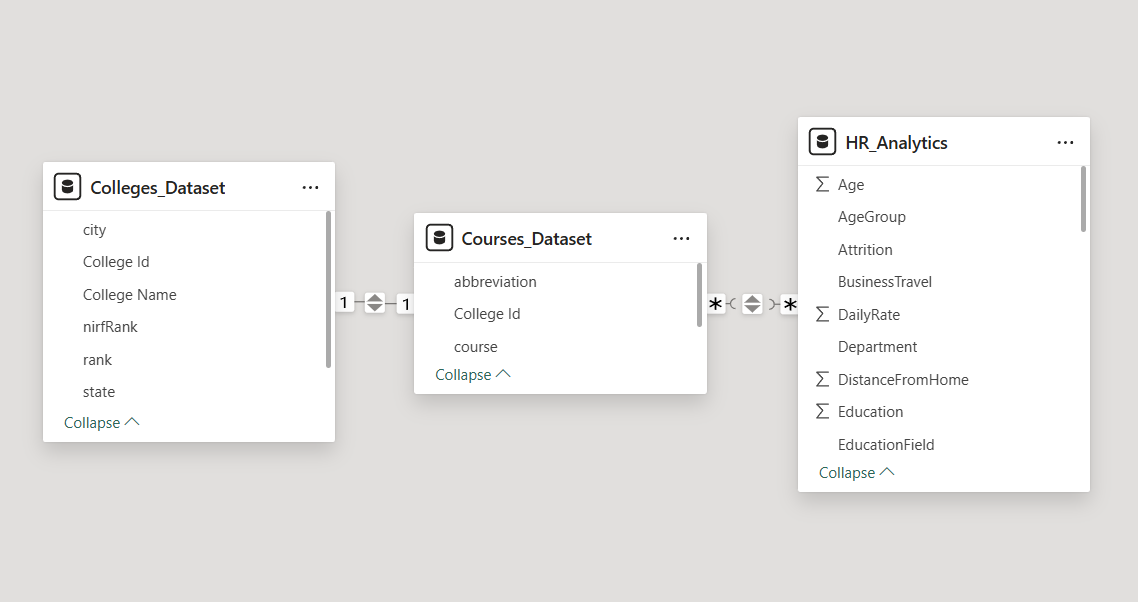 Colleges_Dataset
city
College Id
College Name
nirfRank
rank
state
Collapse
1
1
Courses_Dataset
abbreviation
College Id
course
Collapse
*
*
HR_Analytics
Σ Age
AgeGroup
Attrition
BusinessTravel
Σ DailyRate
Department
Σ DistanceFromHome
Σ Education
EducationField
Collapse